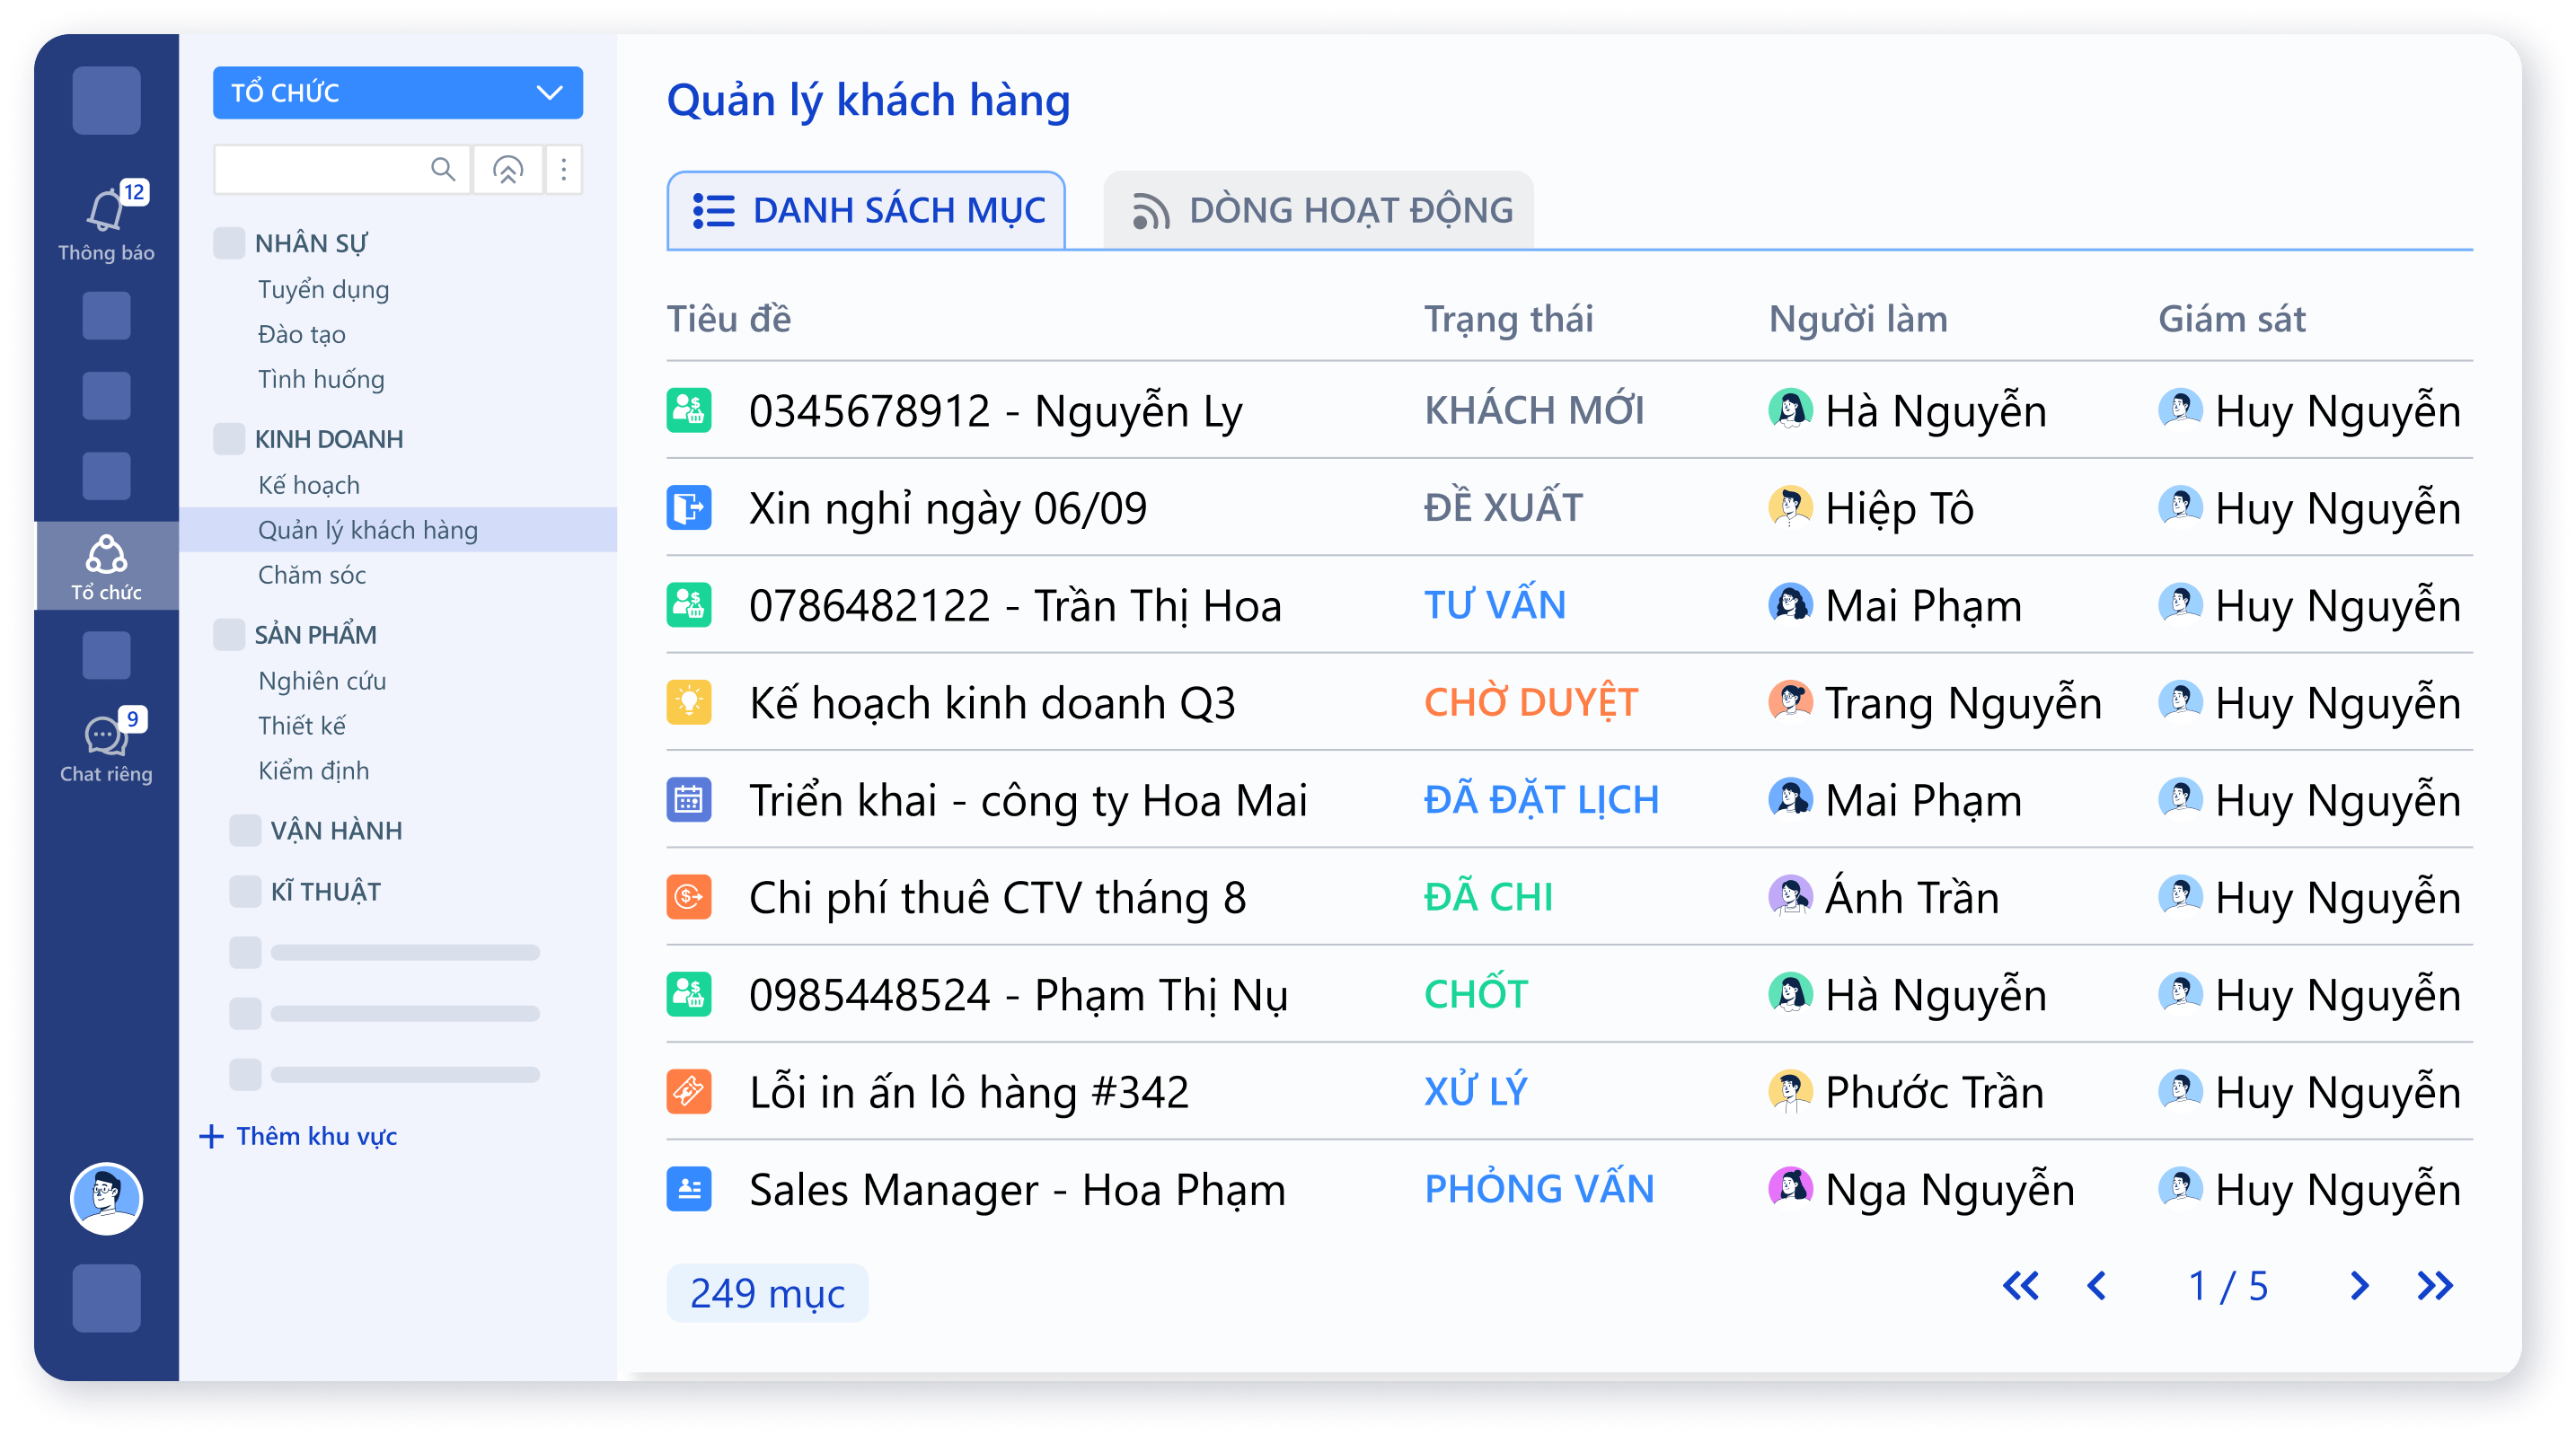 12
Thông báo
Tổ chức
9
Chat riêng
TỔ CHỨC
NHÂN SỰ
Tuyển dụng
Đào tạo
Tình huống
KINH DOANH
Kế hoạch
Quản lý khách hàng
Chăm sóc
SẢN PHẨM
Nghiên cứu
Thiết kế
Kiểm định
VẬN HÀNH
KĨ THUẬT
+ Thêm khu vực
Quản lý khách hàng
DANH SÁCH MỤC DÒNG HOẠT ĐỘNG
Tiêu đề Trạng thái Người làm Giám sát
0345678912 - Nguyễn Ly KHÁCH MỚI Hà Nguyễn Huy Nguyễn
Xin nghỉ ngày 06/09 ĐỀ XUẤT Hiệp Tô Huy Nguyễn
0786482122 - Trần Thị Hoa TƯ VẤN Mai Phạm Huy Nguyễn
Kế hoạch kinh doanh Q3 CHỜ DUYỆT Trang Nguyễn Huy Nguyễn
Triển khai - công ty Hoa Mai ĐÃ ĐẶT LỊCH Mai Phạm Huy Nguyễn
Chi phí thuê CTV tháng 8 ĐÃ CHI Ánh Trần Huy Nguyễn
0985448524 - Phạm Thị Nụ CHỐT Hà Nguyễn Huy Nguyễn
Lỗi in ấn lô hàng #342 XỬ LÝ Phước Trần Huy Nguyễn
Sales Manager - Hoa Phạm PHỎNG VẤN Nga Nguyễn Huy Nguyễn
249 mục 1 / 5